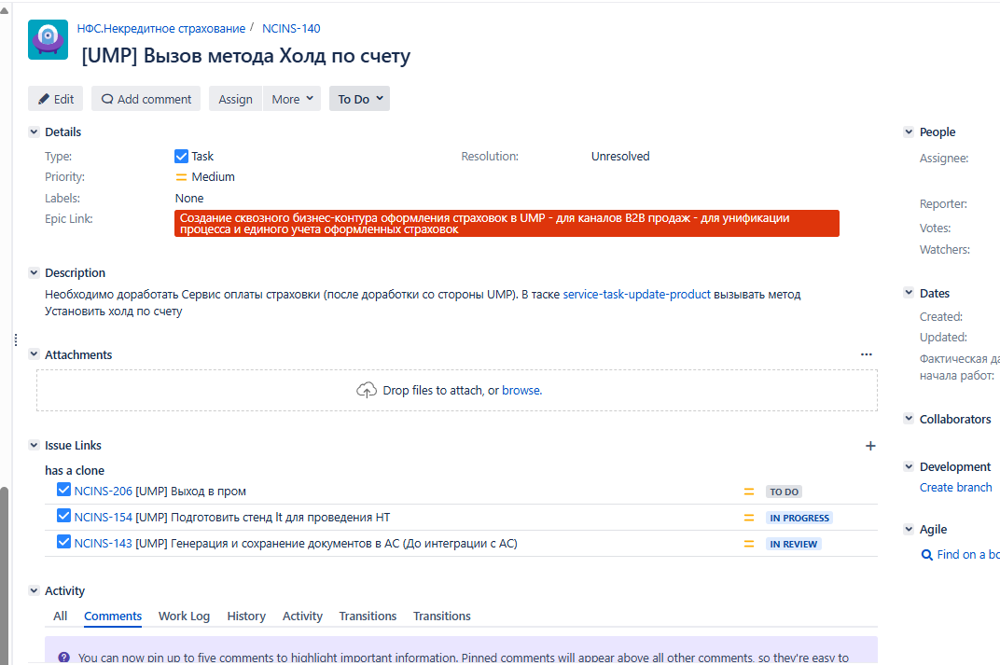 НФС.Некредитное страхование / NCINS-140
[UMP] Вызов метода Холд по счету
Edit Add comment Assign More To Do
Details
Type: Task Resolution: Unresolved
Priority: Medium
Labels: None
Epic Link: Создание сквозного бизнес-контура оформления страховок в UMP - для каналов B2B продаж - для унификации
процесса и единого учета оформленных страховок
Description
Необходимо доработать Сервис оплаты страховки (после доработки со стороны UMP). В таске service-task-update-product вызывать метод
Установить холд по счету
Attachments
Drop files to attach, or browse.
Issue Links
has a clone
NCINS-206 [UMP] Выход в пром TO DO
NCINS-154 [UMP] Подготовить стенд lt для проведения НТ IN PROGRESS
NCINS-143 [UMP] Генерация и сохранение документов в АС (До интеграции с АС) IN REVIEW
Activity
All Comments Work Log History Activity Transitions Transitions
You can now pin up to five comments to highlight important information. Pinned comments will appear above all other comments, so they're easy to
People
Assignee:
Reporter:
Votes:
Watchers:
Dates
Created:
Updated:
Фактическая да
начала работ:
Collaborators
Development
Create branch
Agile
Find on a bo